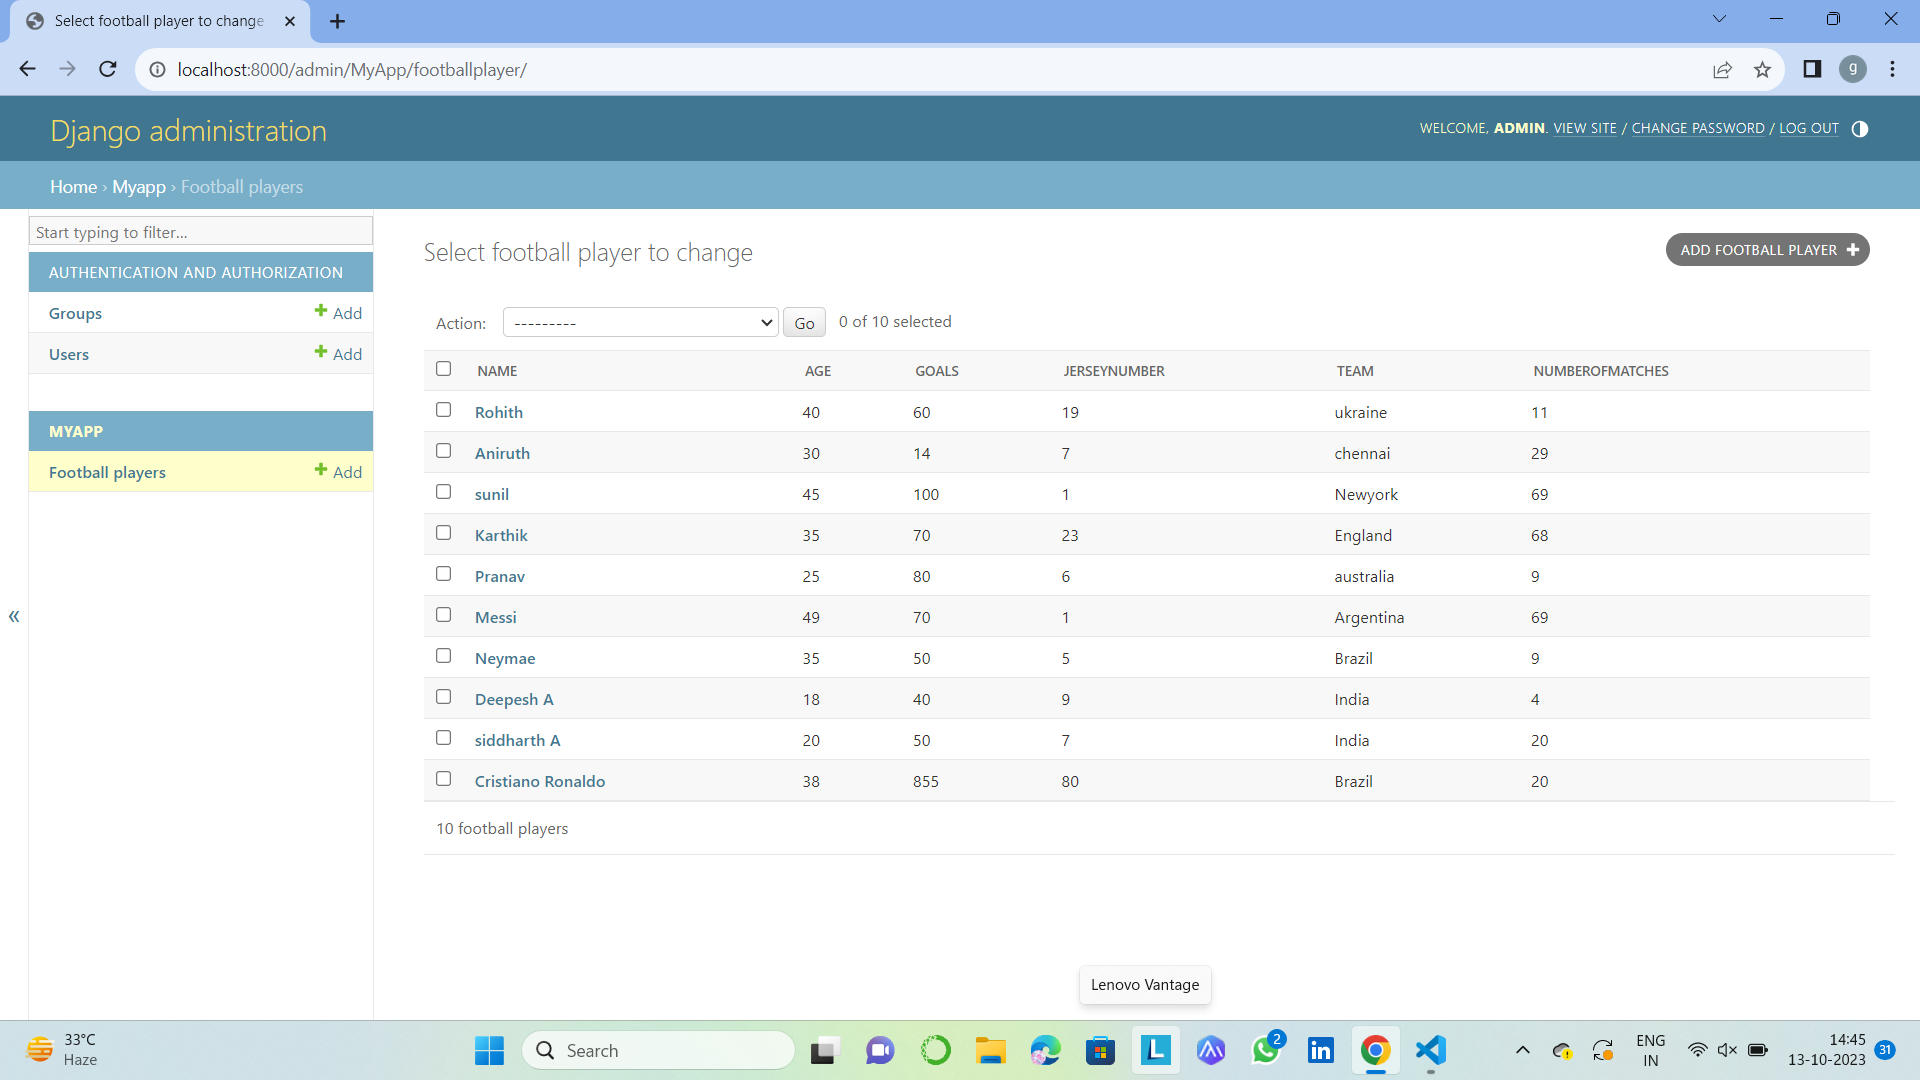 Select football player to change
localhost:8000/admin/MyApp/footballplayer/
g
Django administration
WELCOME, ADMIN. VIEW SITE / CHANGE PASSWORD / LOG OUT
Home › Myapp › Football players
Start typing to filter...
AUTHENTICATION AND AUTHORIZATION
Groups + Add
Users + Add
MYAPP
Football players + Add
«
Select football player to change
ADD FOOTBALL PLAYER +
Action: --------- Go 0 of 10 selected
NAME AGE GOALS JERSEYNUMBER TEAM NUMBEROFMATCHES
Rohith 40 60 19 ukraine 11
Aniruth 30 14 7 chennai 29
sunil 45 100 1 Newyork 69
Karthik 35 70 23 England 68
Pranav 25 80 6 australia 9
Messi 49 70 1 Argentina 69
Neymae 35 50 5 Brazil 9
Deepesh A 18 40 9 India 4
siddharth A 20 50 7 India 20
Cristiano Ronaldo 38 855 80 Brazil 20
10 football players
Lenovo Vantage
33°C
Haze
Search
L
2
in
ENG
IN
14:45
13-10-2023
31